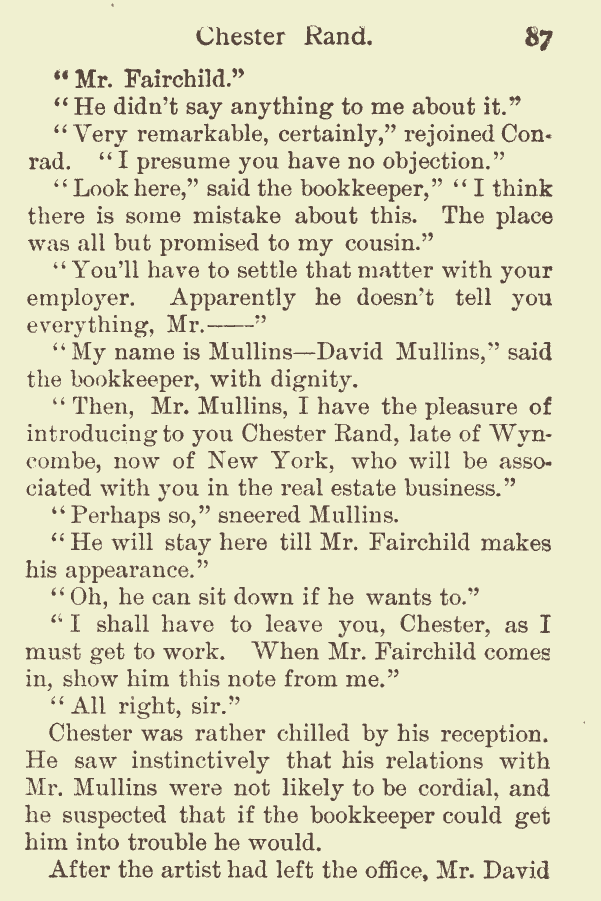 Chester Rand. 87
“Mr. Fairchild.”
“He didn’t say anything to me about it.”
“Very remarkable, certainly,” rejoined Con-
rad. “I presume you have no objection.”
“Look here,” said the bookkeeper,” “I think
there is some mistake about this. The place
was all but promised to my cousin.”
“You’ll have to settle that matter with your
employer. Apparently he doesn’t tell you
everything, Mr.——”
“My name is Mullins—David Mullins,” said
the bookkeeper, with dignity.
“Then, Mr. Mullins, I have the pleasure of
introducing to you Chester Rand, late of Wyn-
combe, now of New York, who will be asso-
ciated with you in the real estate business.”
“Perhaps so,” sneered Mullins.
“He will stay here till Mr. Fairchild makes
his appearance.”
“Oh, he can sit down if he wants to.”
“I shall have to leave you, Chester, as I
must get to work. When Mr. Fairchild comes
in, show him this note from me.”
“All right, sir.”
Chester was rather chilled by his reception.
He saw instinctively that his relations with
Mr. Mullins were not likely to be cordial, and
he suspected that if the bookkeeper could get
him into trouble he would.
After the artist had left the office, Mr. David